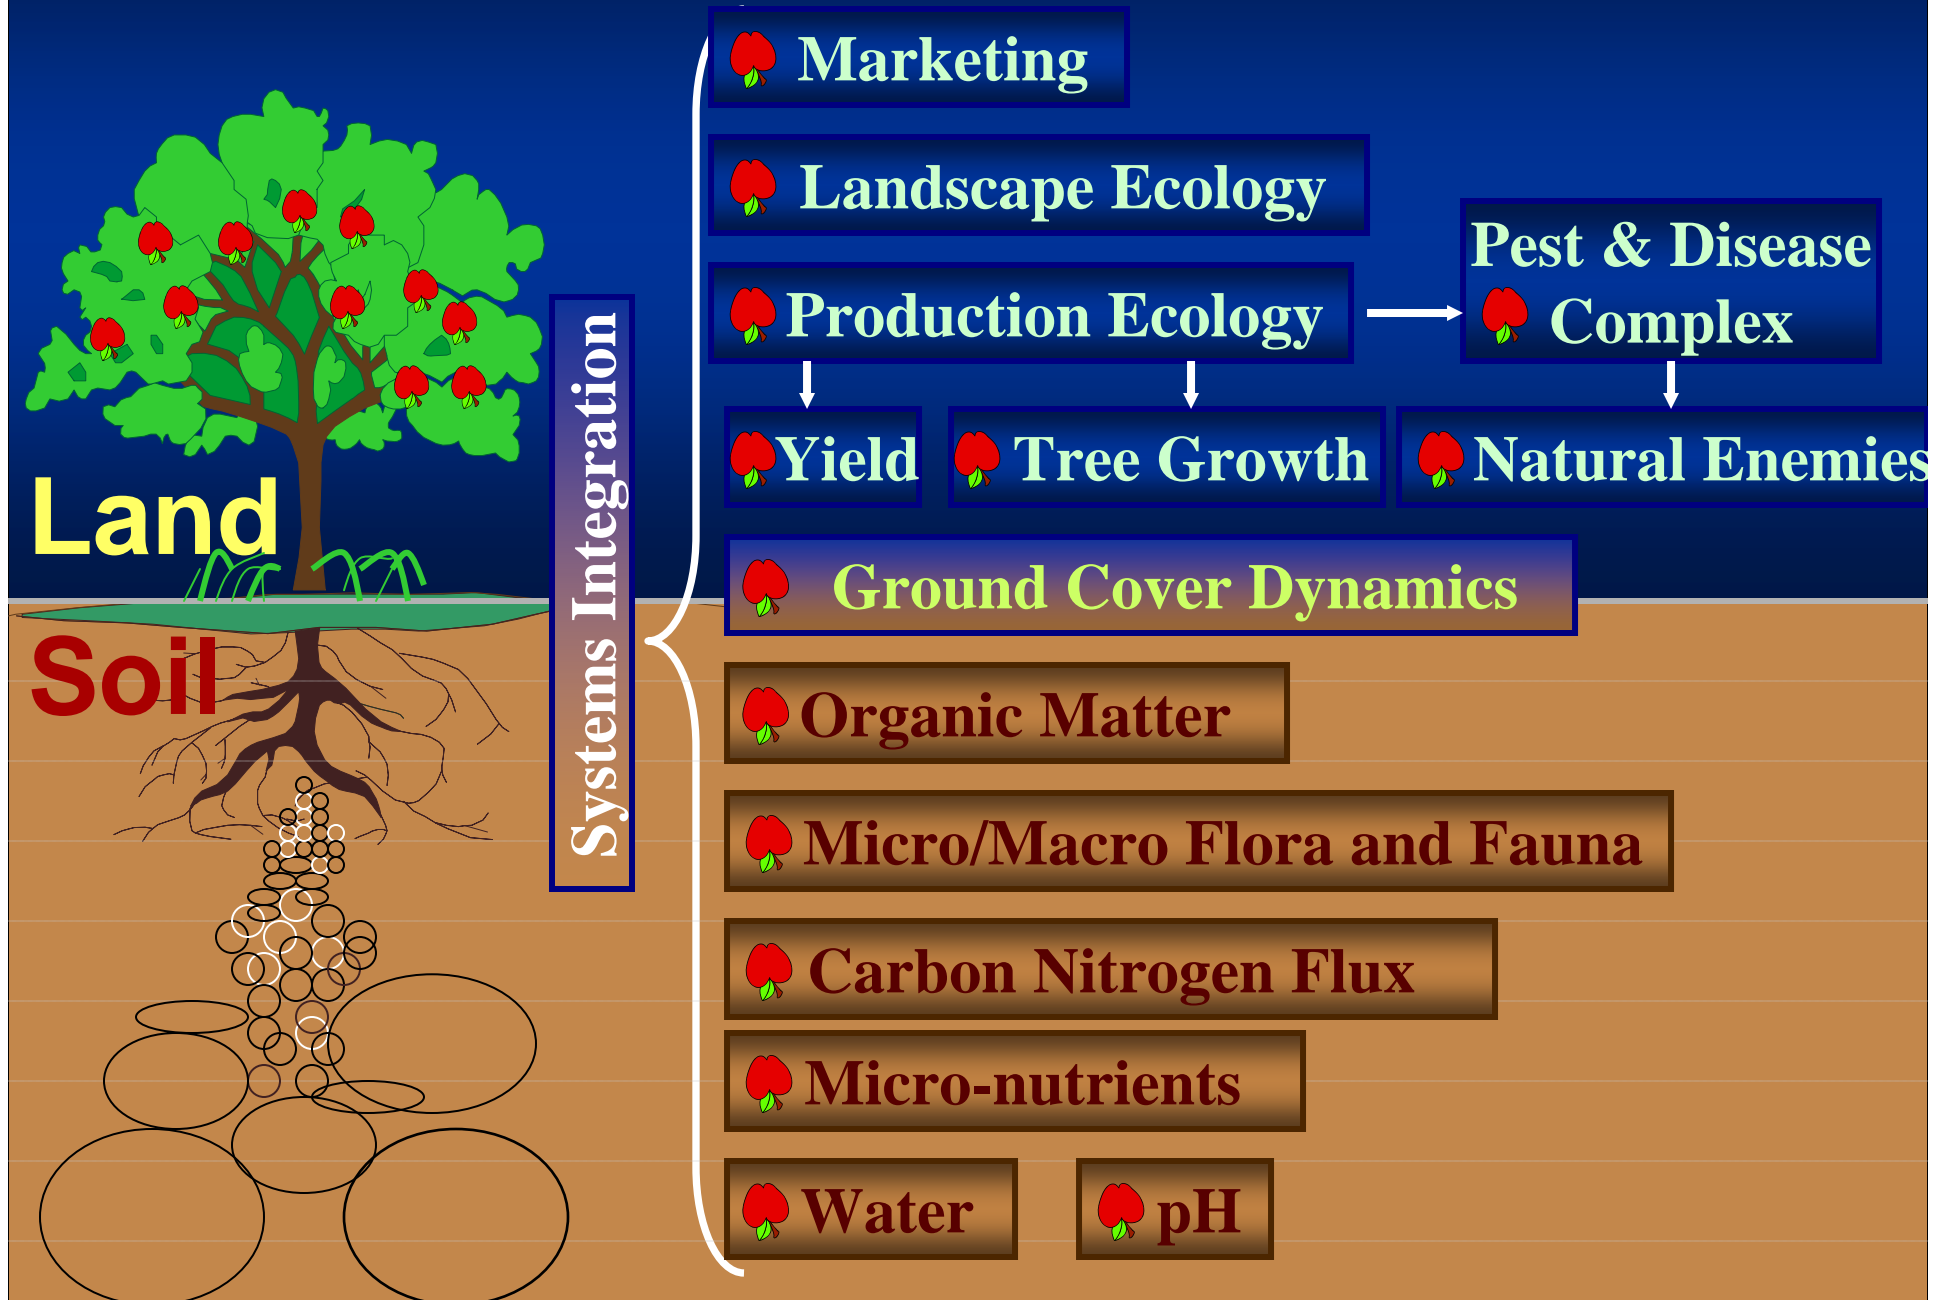 Marketing
Landscape Ecology
Pest & Disease
Complex
Production Ecology
Yield
Tree Growth
Natural Enemies
Land
Systems Integration
Ground Cover Dynamics
Soil
Organic Matter
Micro/Macro Flora and Fauna
Carbon Nitrogen Flux
Micro-nutrients
Water
pH